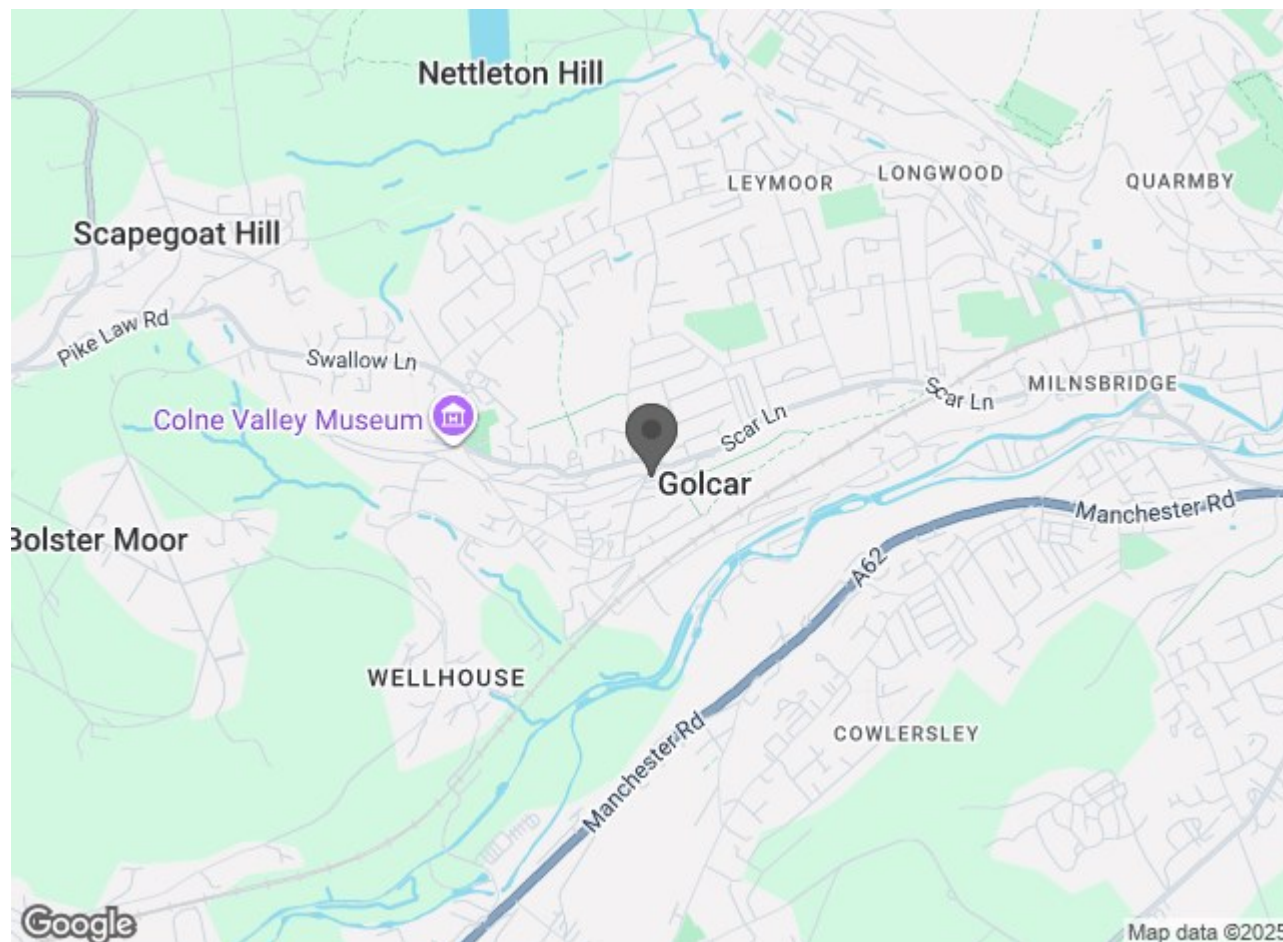 Nettleton Hill
LEYMOOR
LONGWOOD
QUARMBY
Scapegoat Hill
Pike Law Rd
Swallow Ln
Scar Ln
MILNSBRIDGE
Colne Valley Museum
Scar Ln
Golcar
Manchester Rd
Bolster Moor
A62
WELLHOUSE
COWLERSLEY
Manchester Rd
Google
Map data ©2025